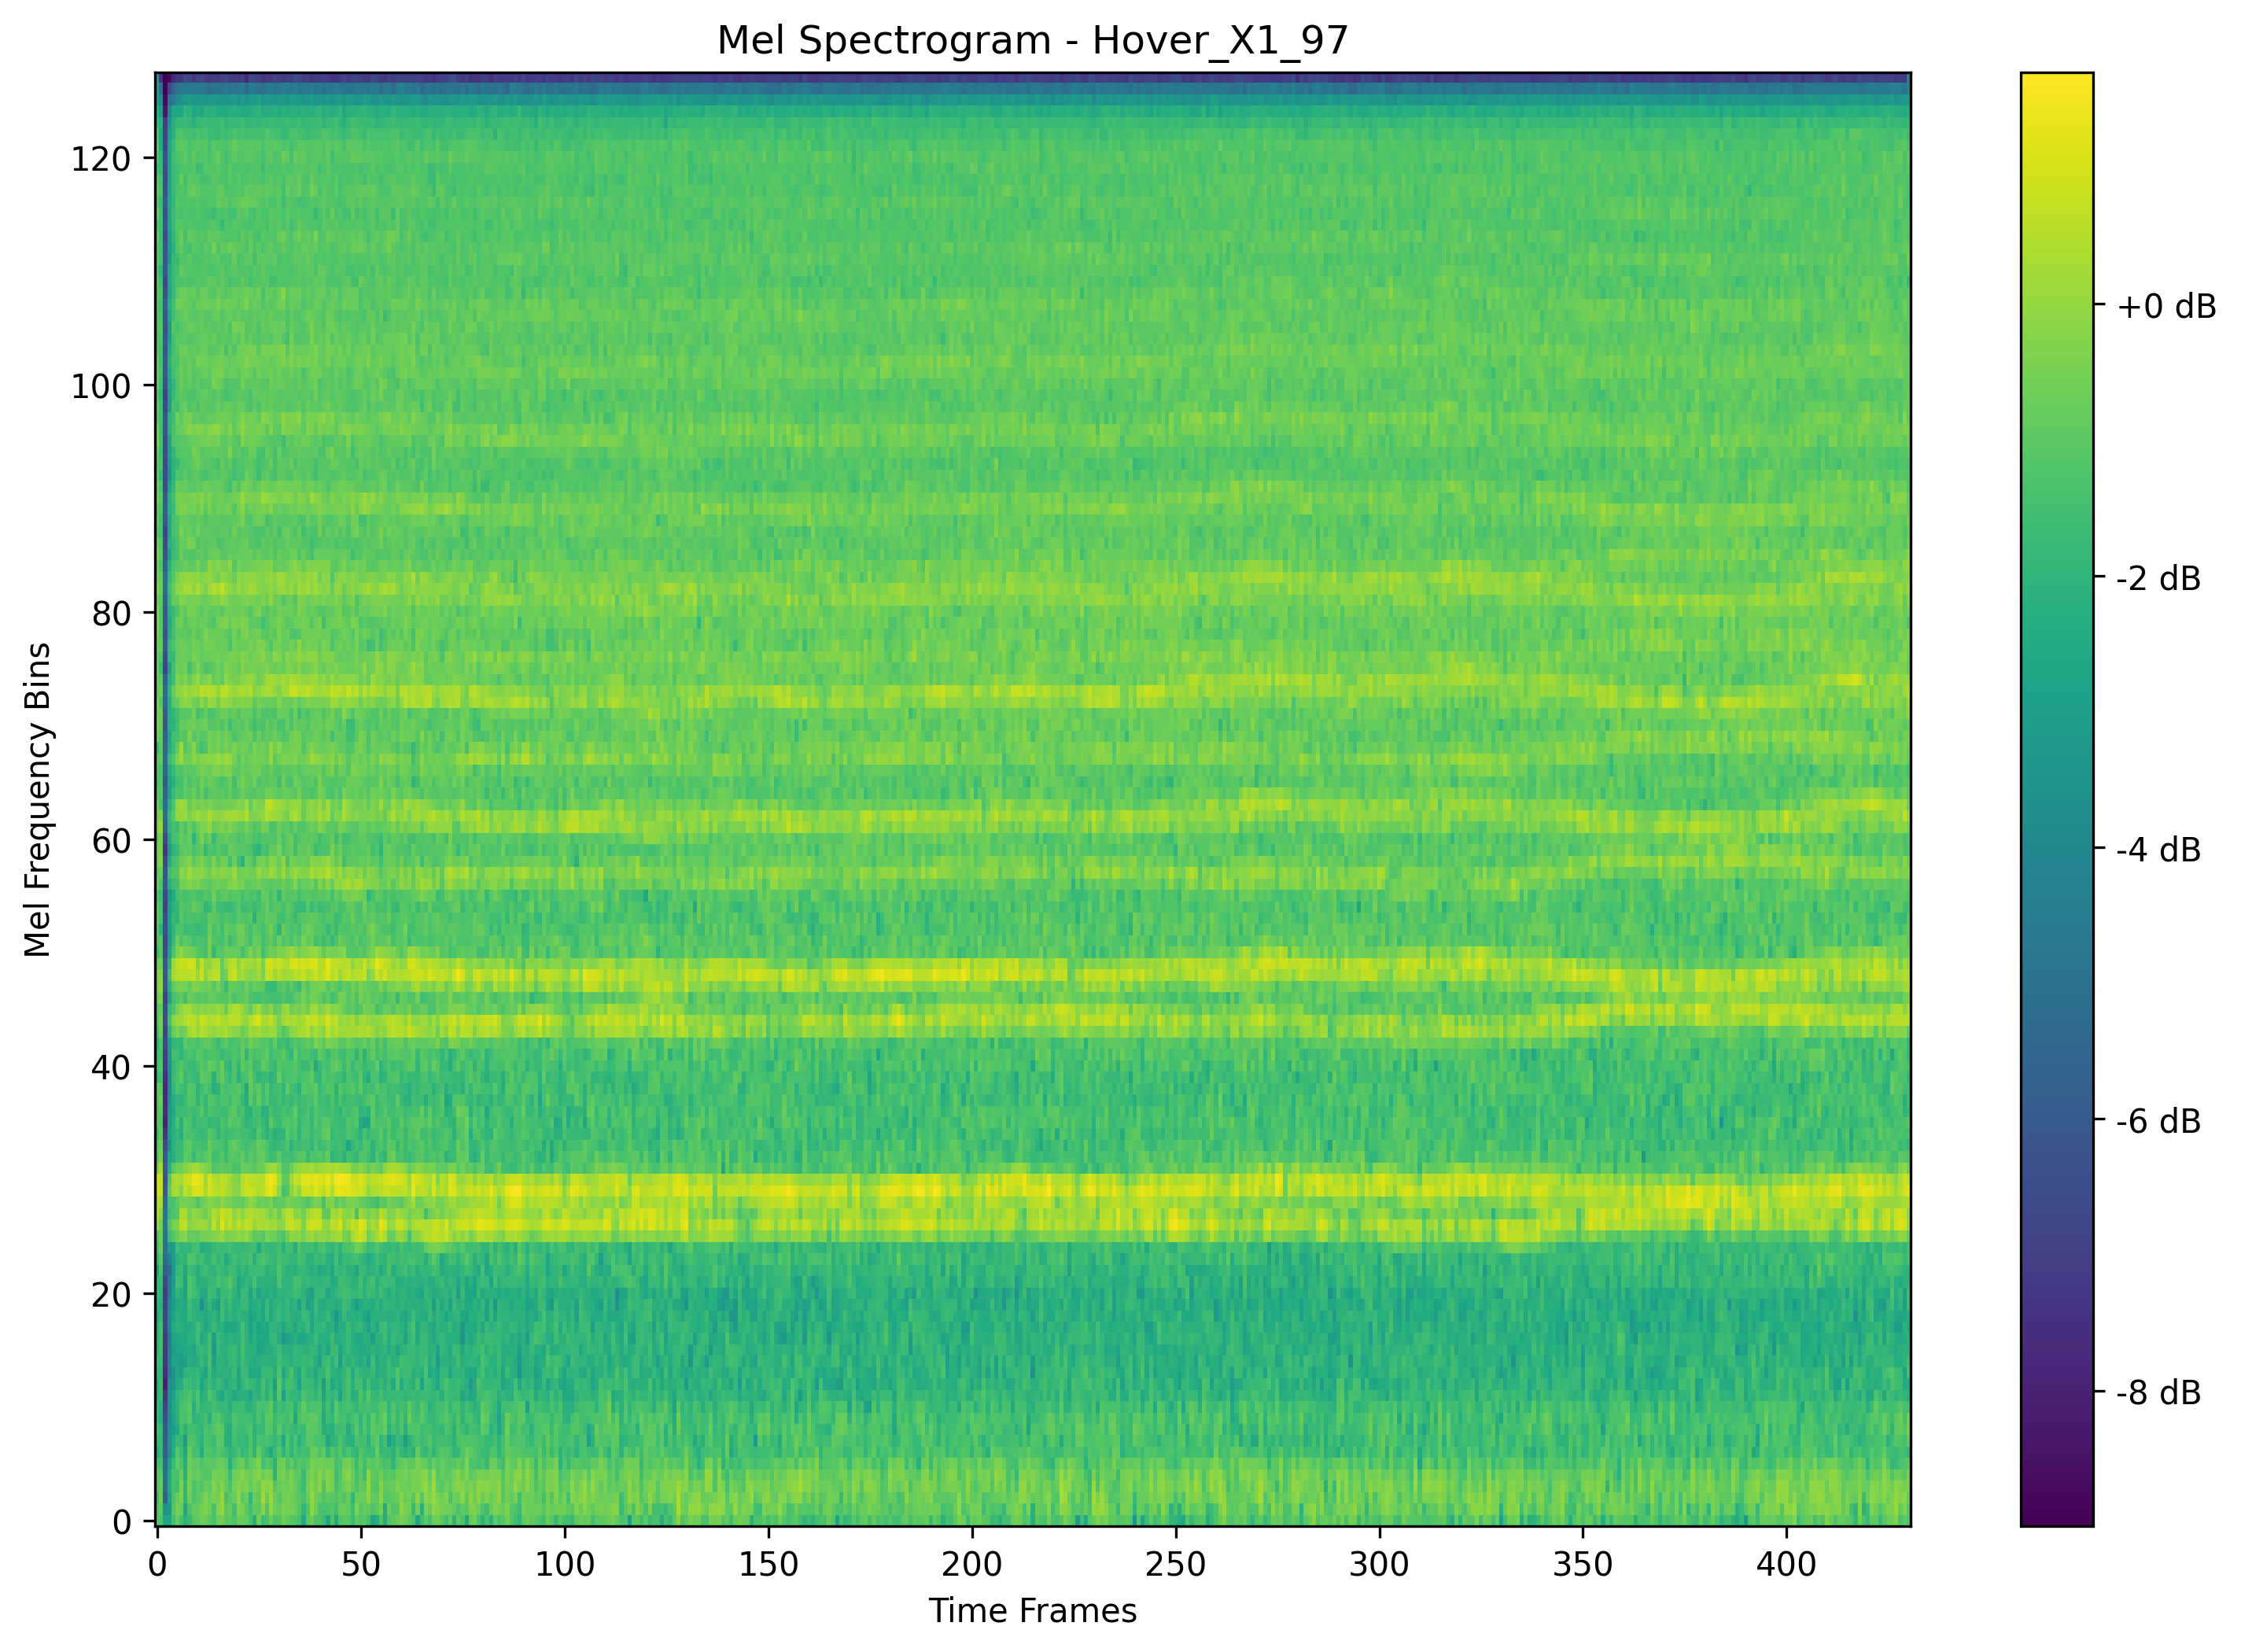 Mel Spectrogram - Hover_X1_97
120
100
80
60
40
20
0
Mel Frequency Bins
0 50 100 150 200 250 300 350 400
Time Frames
+0 dB
-2 dB
-4 dB
-6 dB
-8 dB